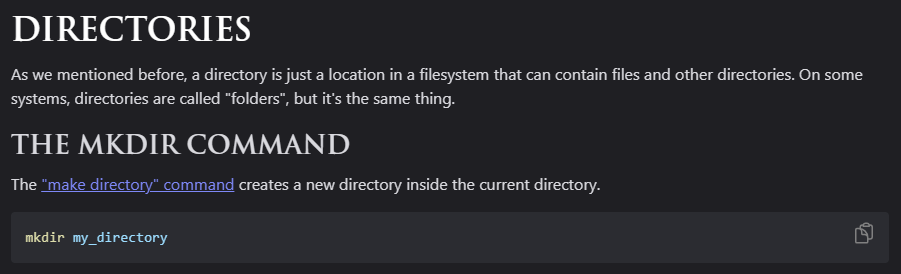 DIRECTORIES
As we mentioned before, a directory is just a location in a filesystem that can contain files and other directories. On some
systems, directories are called "folders", but it's the same thing.
THE MKDIR COMMAND
The "make directory" command creates a new directory inside the current directory.
mkdir my_directory